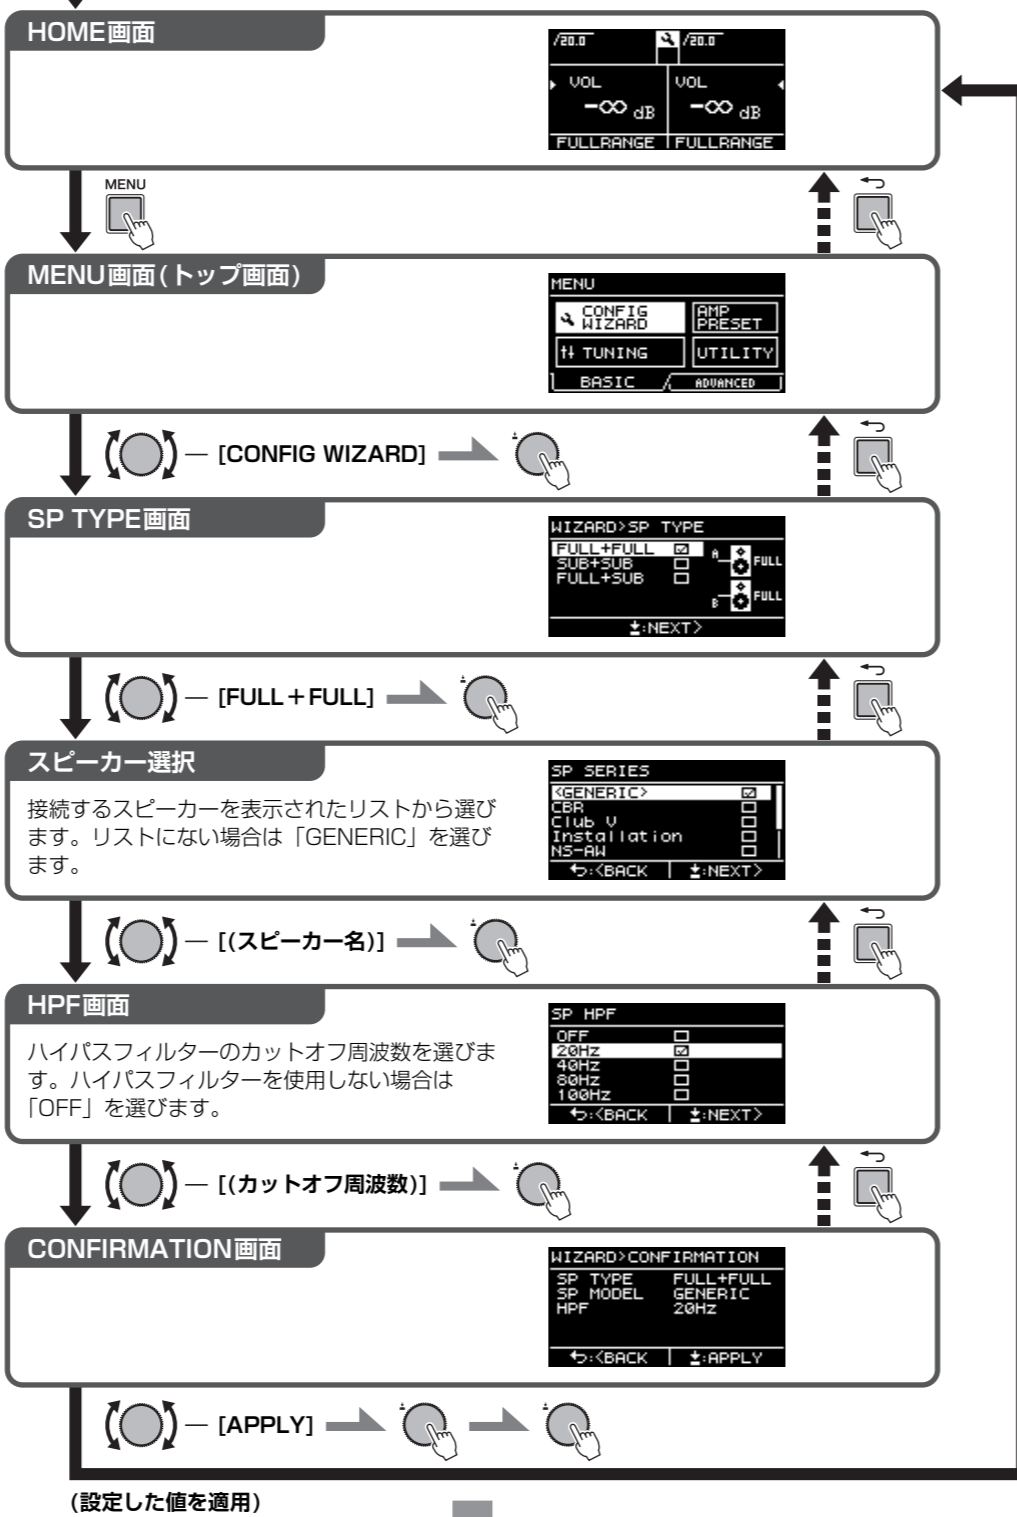 HOME画面
/20.0 /20.0
VOL VOL
-∞ dB -∞ dB
FULLRANGE FULLRANGE
MENU
MENU画面(トップ画面)
MENU
CONFIG WIZARD
AMP PRESET
TUNING
UTILITY
BASIC
ADVANCED
[CONFIG WIZARD]
SP TYPE画面
WIZARD>SP TYPE
FULL+FULL
SUB+SUB
FULL+SUB
A FULL
B FULL
:NEXT>
[FULL+FULL]
スピーカー選択
接続するスピーカーを表示されたリストから選び
ます。リストにない場合は「GENERIC」を選び
ます。
SP SERIES
<GENERIC>
CBR
Club V
Installation
NS-AW
:<BACK :NEXT>
[(スピーカー名)]
HPF画面
ハイパスフィルターのカットオフ周波数を選びま
す。ハイパスフィルターを使用しない場合は
「OFF」を選びます。
SP HPF
OFF
20Hz
40Hz
80Hz
100Hz
:<BACK :NEXT>
[(カットオフ周波数)]
CONFIRMATION画面
WIZARD>CONFIRMATION
SP TYPE FULL+FULL
SP MODEL GENERIC
HPF 20Hz
:<BACK :APPLY
[APPLY]
(設定した値を適用)